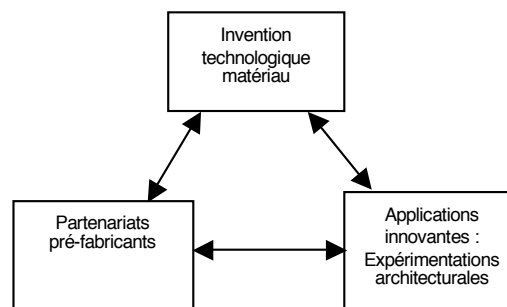 Invention
technologique
matériau
Partenariats
pré-fabricants
Applications
innovantes :
Expérimentations
architecturales